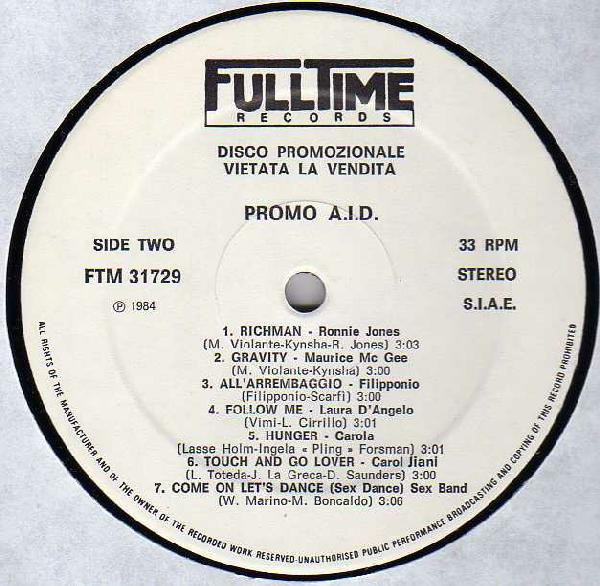 FULLTIME
RECORDS
DISCO PROMOZIONALE
VIETATA LA VENDITA
PROMO A.I.D.
SIDE TWO
33 RPM
FTM 31729
STEREO
℗ 1984
S.I.A.E.
1. RICHMAN - Ronnie Jones
(M. Violante-Kynsha-R. Jones) 3:03
2. GRAVITY - Maurice Mc Gee
(M. Violante-Kynsha) 3:00
3. ALL'ARREMBAGGIO - Filipponio
(Filipponio-Scarfi) 3:00
4. FOLLOW ME - Laura D'Angelo
(Vimi-L. Cirrillo) 3:01
5. HUNGER - Carola
(Lasse Holm-Ingela « Pling » Forsman) 3:01
6. TOUCH AND GO LOVER - Carol Jiani
(L. Toteda-J. La Greca-D. Saunders) 3:00
7. COME ON LET'S DANCE (Sex Dance) Sex Band
(W. Marino-M. Boncaldo) 3:06
ALL RIGHTS OF THE MANUFACTURER AND OF THE OWNER OF THE RECORDED WORK RESERVED-UNAUTHORISED PUBLIC PERFORMANCE BROADCASTING AND COPYING OF THIS RECORD PROHIBITED